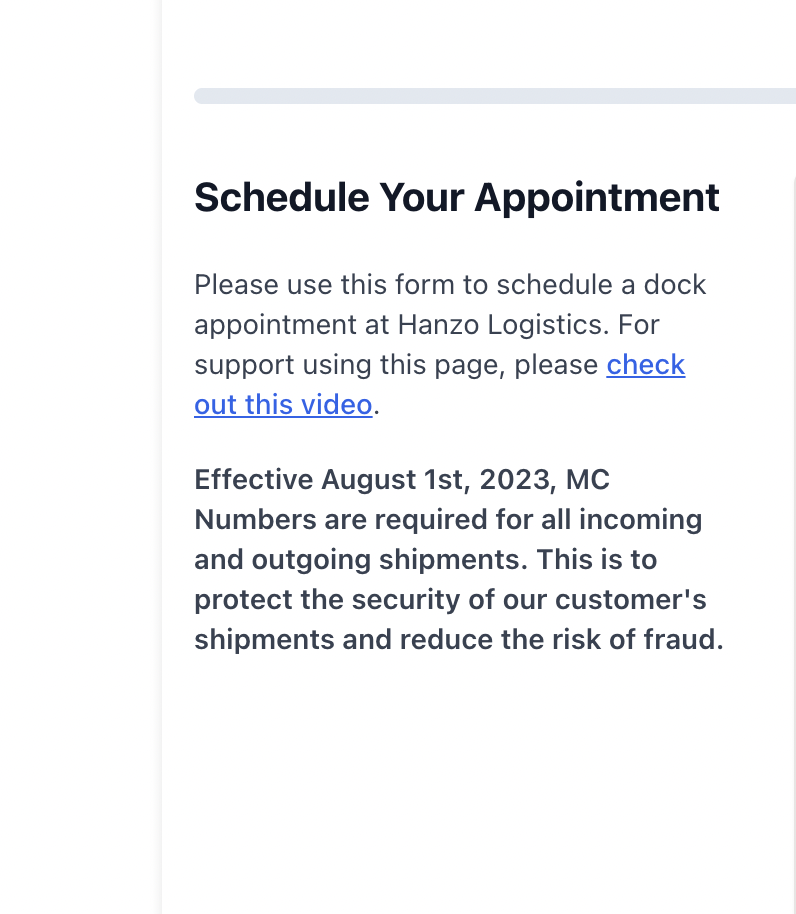 Schedule Your Appointment
Please use this form to schedule a dock
appointment at Hanzo Logistics. For
support using this page, please check
out this video.
Effective August 1st, 2023, MC
Numbers are required for all incoming
and outgoing shipments. This is to
protect the security of our customer's
shipments and reduce the risk of fraud.